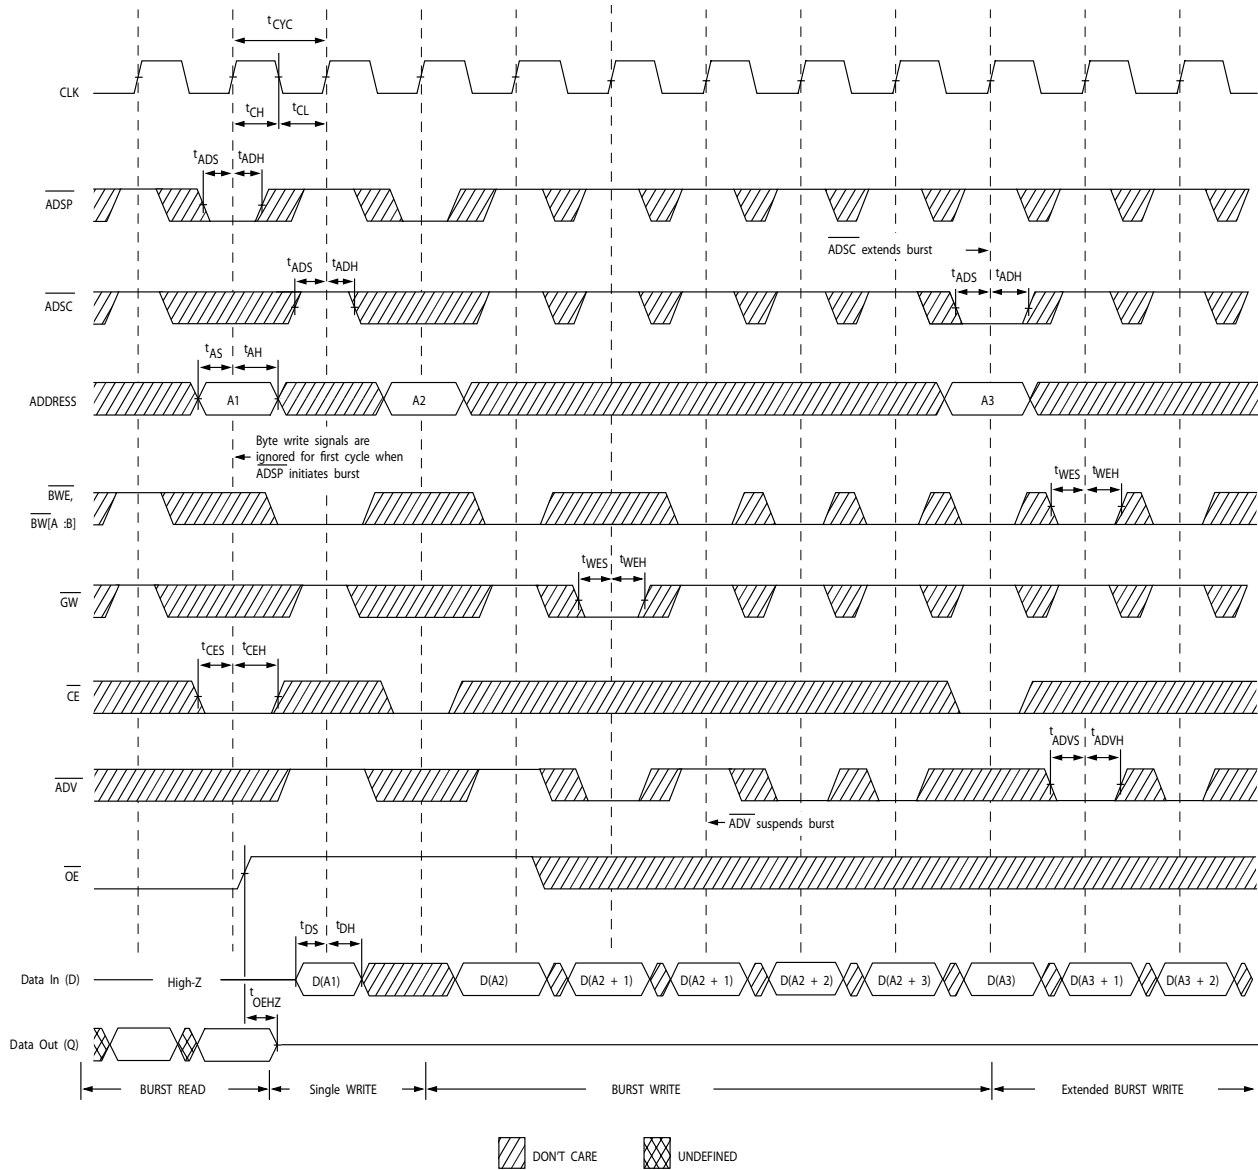 tCYC
CLK
tCH tCL
tADS tADH
ADSP
ADSC extends burst
tADS tADH tADS tADH
ADSC
tAS tAH
ADDRESS A1 A2 A3
Byte write signals are
ignored for first cycle when
ADSP initiates burst
tWES tWEH
BWE,
BW[A :B]
tWES tWEH
GW
tCES tCEH
CE
tADVS tADVH
ADV
ADV suspends burst
OE
tDS tDH
Data In (D) High-Z D(A1) D(A2) D(A2 + 1) D(A2 + 1) D(A2 + 2) D(A2 + 3) D(A3) D(A3 + 1) D(A3 + 2)
tOEHZ
Data Out (Q)
BURST READ Single WRITE BURST WRITE Extended BURST WRITE
DON'T CARE UNDEFINED